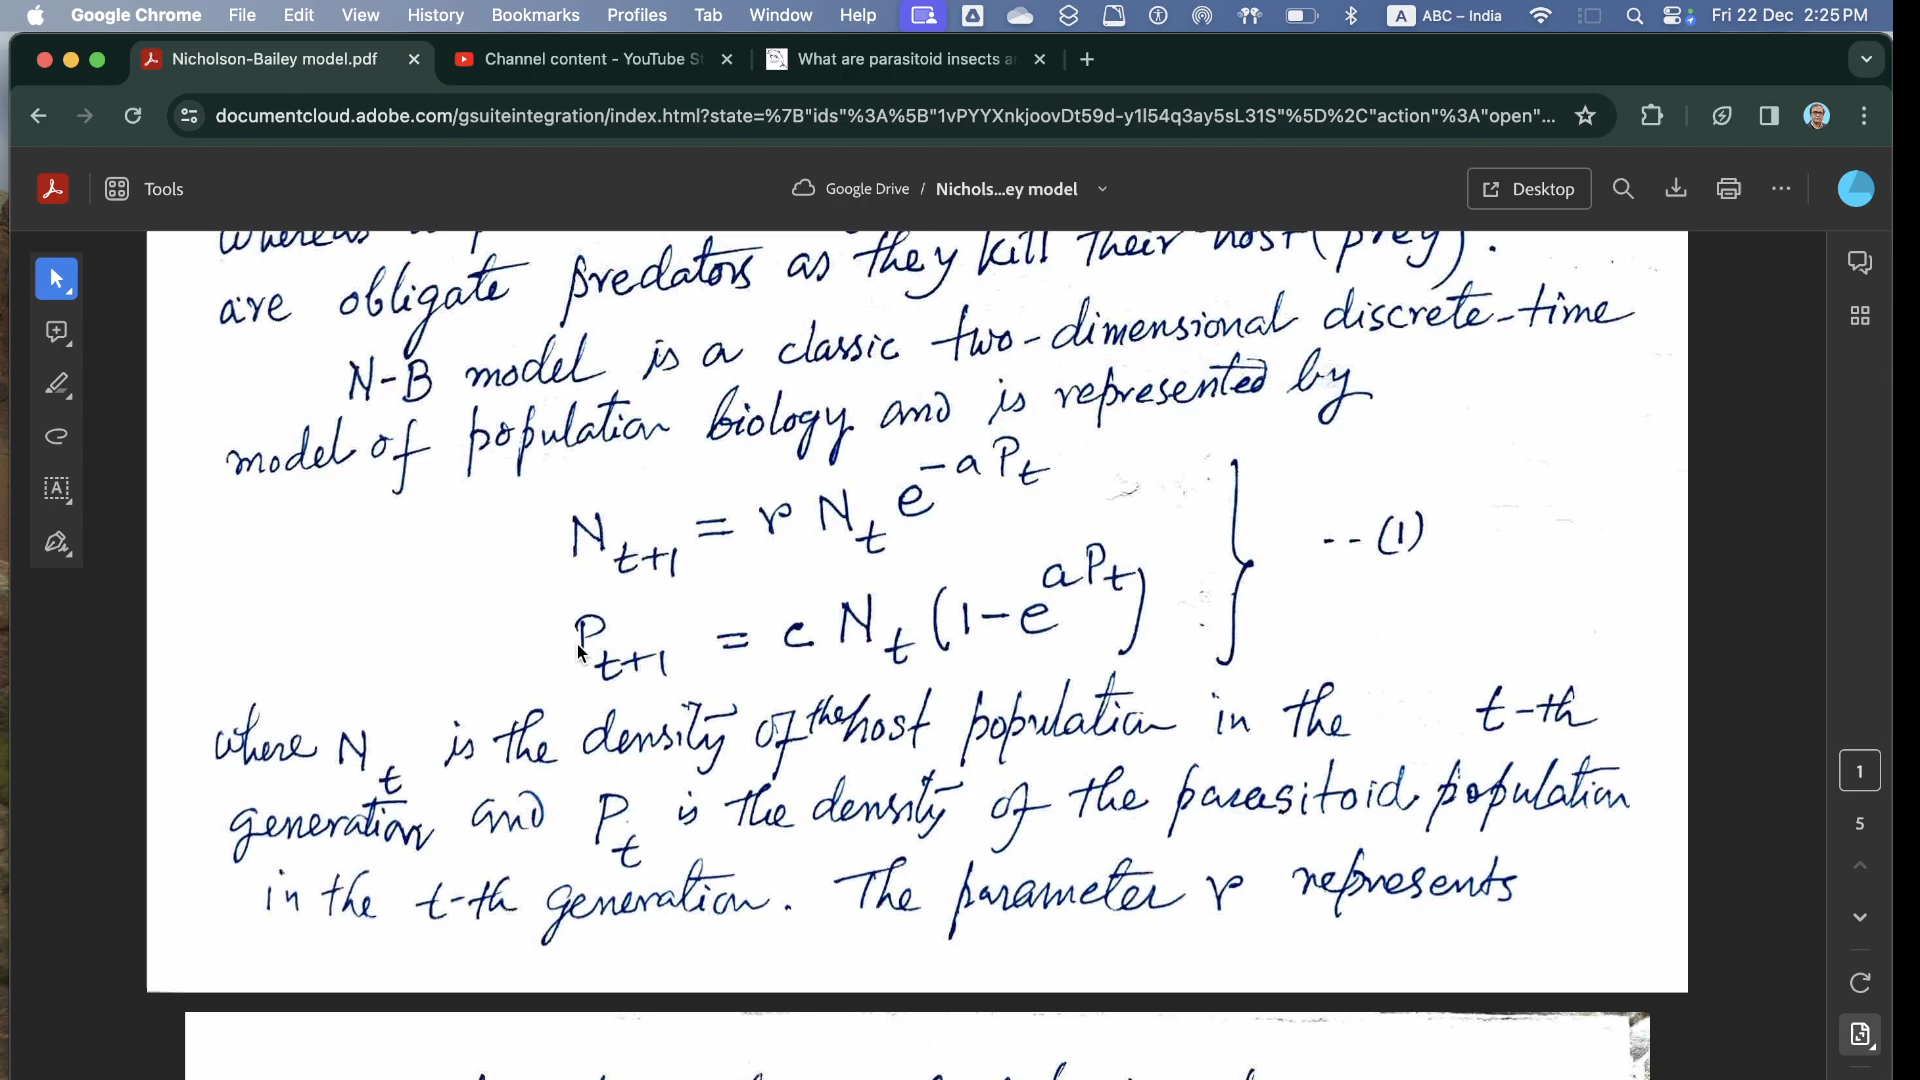 Google Chrome File Edit View History Bookmarks Profiles Tab Window Help A ABC – India Fri 22 Dec 2:25 PM
Nicholson-Bailey model.pdf Channel content - YouTube S What are parasitoid insects a
documentcloud.adobe.com/gsuiteintegration/index.html?state=%7B"ids"%3A%5B"1vPYYXnkjoovDt59d-y1l54q3ay5sL31S"%5D%2C"action"%3A"open"...
Tools Google Drive / Nichols...ey model Desktop
whereas
are obligate predators as they kill their host (prey).
N-B model is a classic two-dimensional discrete-time
model of population biology and is represented by
N_{t+1} = r N_t e^{-aP_t}
-- (1)
P_{t+1} = c N_t (1-e^{aP_t})
where N_t is the density of the host population in the t-th
generation and P_t is the density of the parasitoid population
in the t-th generation. The parameter r represents
1
5